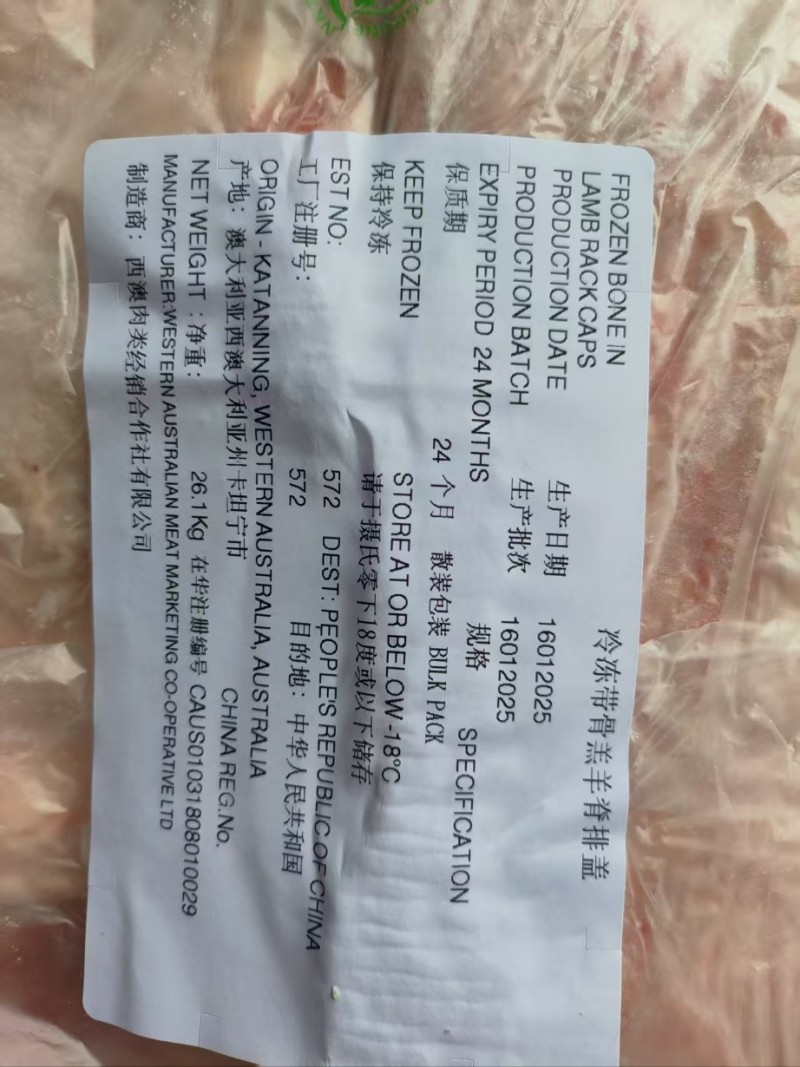 FROZEN BONE IN
LAMB RACK CAPS 冷冻带骨羔羊脊排盖
PRODUCTION DATE 生产日期 16012025
PRODUCTION BATCH 生产批次 16012025
EXPIRY PERIOD 24 MONTHS 规格 SPECIFICATION
保质期 24 个月 散装包装 BULK PACK
KEEP FROZEN STORE AT OR BELOW -18°C
保持冷冻 请于摄氏零下18度或以下储存
EST NO: 572 DEST: PEOPLE'S REPUBLIC OF CHINA
工厂注册号: 572 目的地: 中华人民共和国
ORIGIN - KATANNING, WESTERN AUSTRALIA, AUSTRALIA
产地: 澳大利亚西澳大利亚州卡坦宁市 CHINA REG.No.
NET WEIGHT : 净重: 26.1Kg 在华注册编号 CAUS01031808010029
MANUFACTURER:WESTERN AUSTRALIAN MEAT MARKETING CO-OPERATIVE LTD
制造商: 西澳肉类经销合作社有限公司